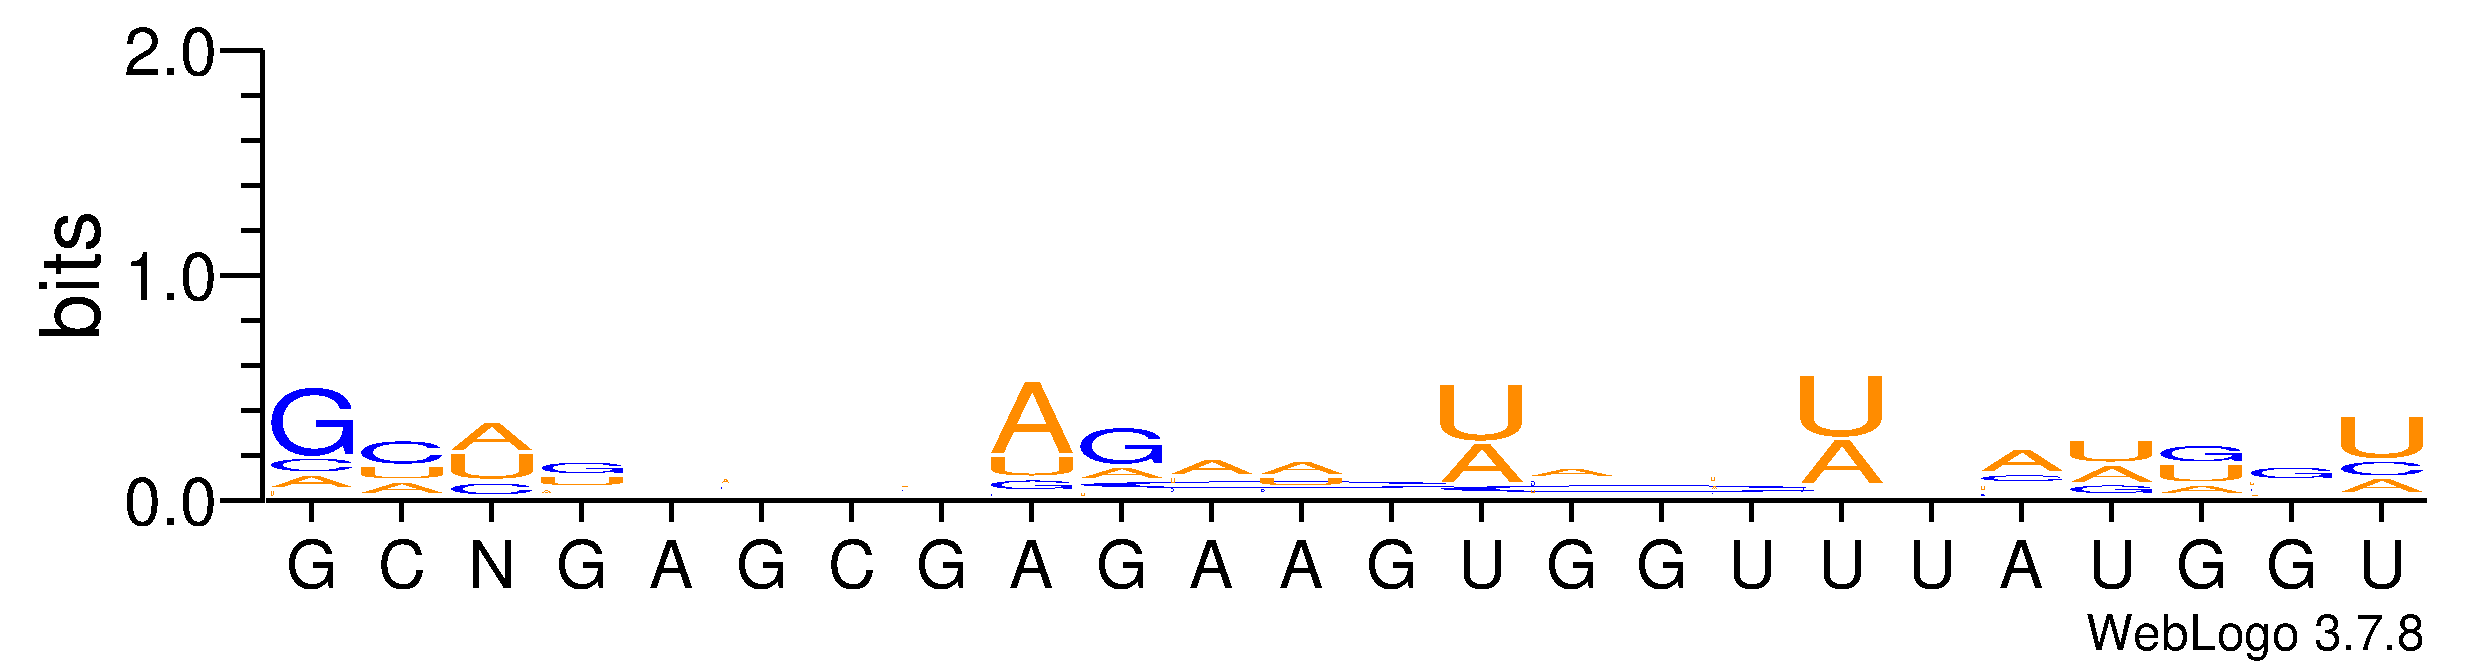 2.0
1.0
0.0
bits
G C N G A G C G A G A A G U G G U U U A U G G U
WebLogo 3.7.8